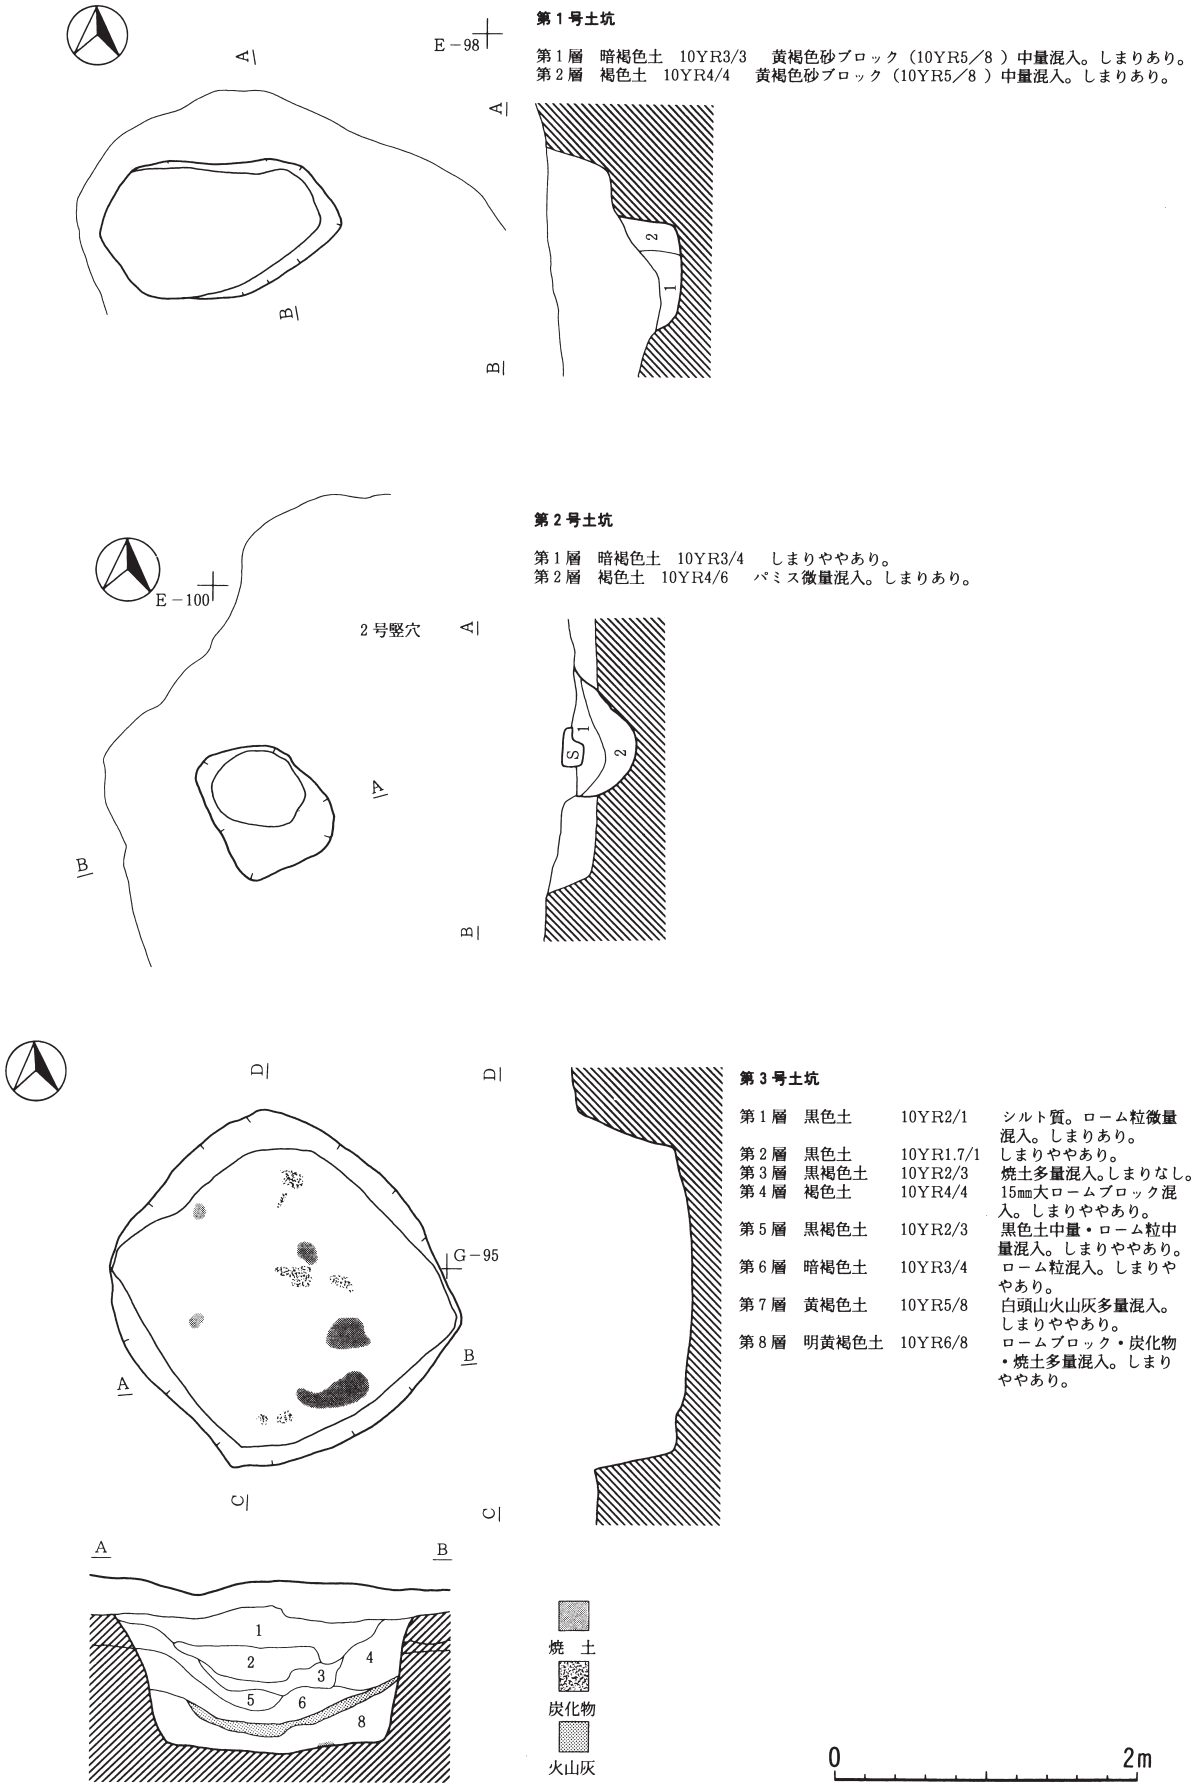 第1号土坑
第1層 暗褐色土 10YR3/3 黄褐色砂ブロック(10YR5/8)中量混入。しまりあり。
第2層 褐色土 10YR4/4 黄褐色砂ブロック(10YR5/8)中量混入。しまりあり。
E-98
A
B
A
B
2
1
第2号土坑
第1層 暗褐色土 10YR3/4 しまりややあり。
第2層 褐色土 10YR4/6 パミス微量混入。しまりあり。
E-100
2号竪穴
A
B
A
B
S
1
2
第3号土坑
第1層 黒色土 10YR2/1 シルト質。ローム粒微量
混入。しまりあり。
第2層 黒色土 10YR1.7/1 しまりややあり。
第3層 黒褐色土 10YR2/3 焼土多量混入。しまりなし。
第4層 褐色土 10YR4/4 15㎜大ロームブロック混
入。しまりややあり。
第5層 黒褐色土 10YR2/3 黒色土中量・ローム粒中
量混入。しまりややあり。
第6層 暗褐色土 10YR3/4 ローム粒混入。しまりや
ややあり。
第7層 黄褐色土 10YR5/8 白頭山火山灰多量混入。
しまりややあり。
第8層 明黄褐色土 10YR6/8 ロームブロック・炭化物
・焼土多量混入。しまり
ややあり。
D
D
G-95
B
A
C
C
A
B
1
2
3
4
5
6
8
焼土
炭化物
火山灰
0 2m